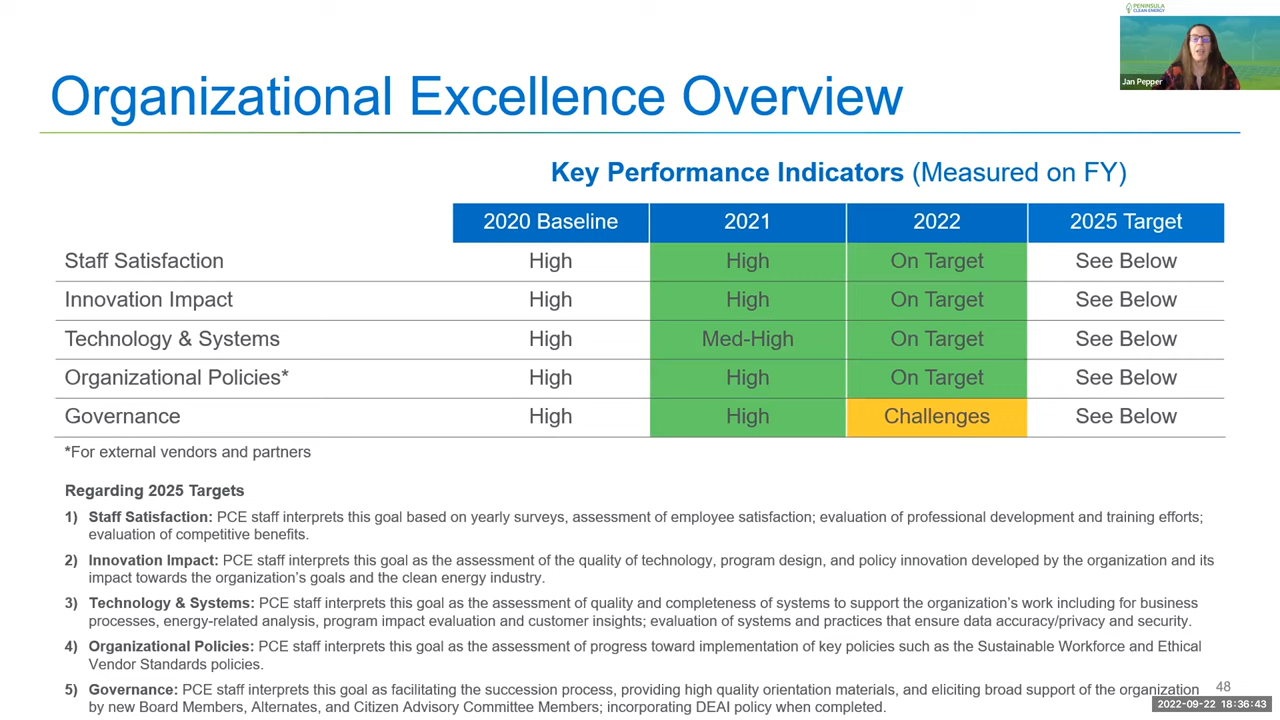 PENINSULA
CLEAN ENERGY
Jan Pepper
Organizational Excellence Overview
Key Performance Indicators (Measured on FY)
2020 Baseline 2021 2022 2025 Target
Staff Satisfaction High High On Target See Below
Innovation Impact High High On Target See Below
Technology & Systems High Med-High On Target See Below
Organizational Policies* High High On Target See Below
Governance High High Challenges See Below
*For external vendors and partners
Regarding 2025 Targets
1) Staff Satisfaction: PCE staff interprets this goal based on yearly surveys, assessment of employee satisfaction; evaluation of professional development and training efforts;
evaluation of competitive benefits.
2) Innovation Impact: PCE staff interprets this goal as the assessment of the quality of technology, program design, and policy innovation developed by the organization and its
impact towards the organization's goals and the clean energy industry.
3) Technology & Systems: PCE staff interprets this goal as the assessment of quality and completeness of systems to support the organization's work including for business
processes, energy-related analysis, program impact evaluation and customer insights; evaluation of systems and practices that ensure data accuracy/privacy and security.
4) Organizational Policies: PCE staff interprets this goal as the assessment of progress toward implementation of key policies such as the Sustainable Workforce and Ethical
Vendor Standards policies.
5) Governance: PCE staff interprets this goal as facilitating the succession process, providing high quality orientation materials, and eliciting broad support of the organization
by new Board Members, Alternates, and Citizen Advisory Committee Members; incorporating DEAI policy when completed.
48
2022-09-22 18:36:43